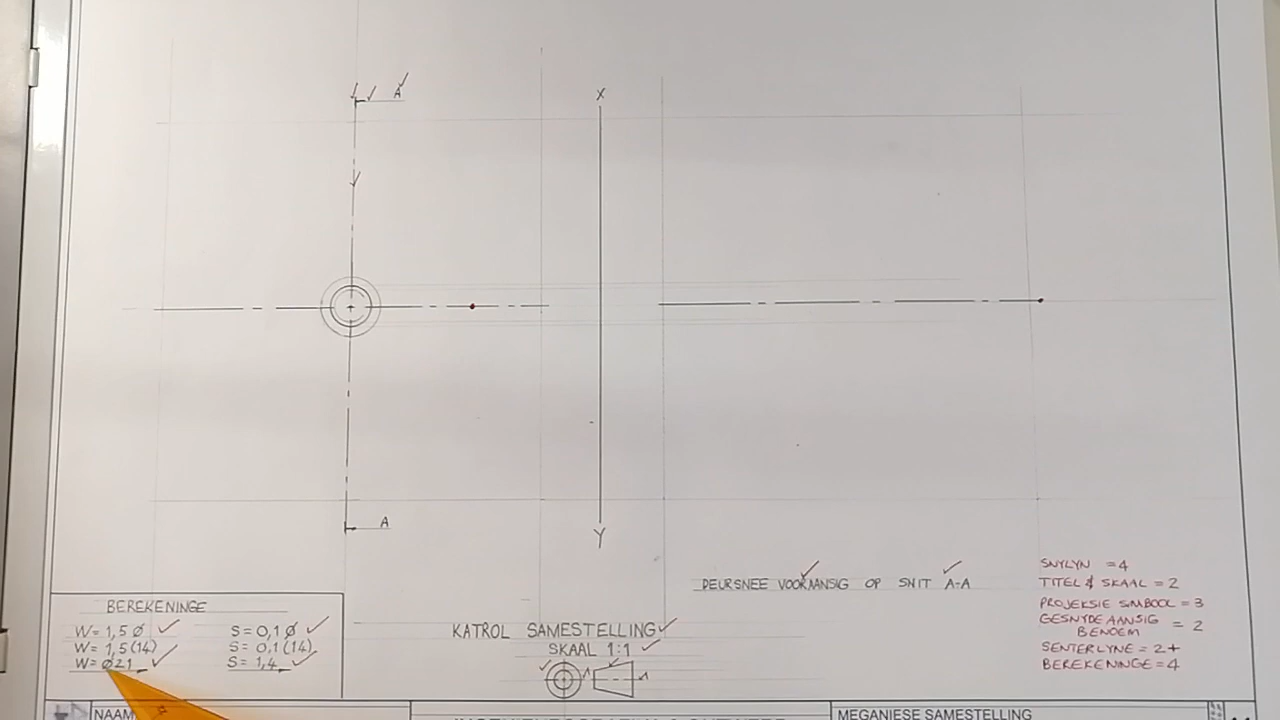 A
X
A
Y
DEURSNEE VOORAANSIG OP SNIT A-A
SNYLYN = 4
TITEL & SKAAL = 2
PROJEKSIE SIMBOOL = 3
GESNYDE AANSIG BENOEM = 2
SENTERLYNE = 2+
BEREKENINGE = 4
BEREKENINGE
W = 1,5 Ø S = 0,1 Ø
W = 1,5 (14) S = 0,1 (14)
W = Ø21 S = 1,4
KATROL SAMESTELLING
SKAAL 1:1
NAAM
MEGANIESE SAMESTELLING